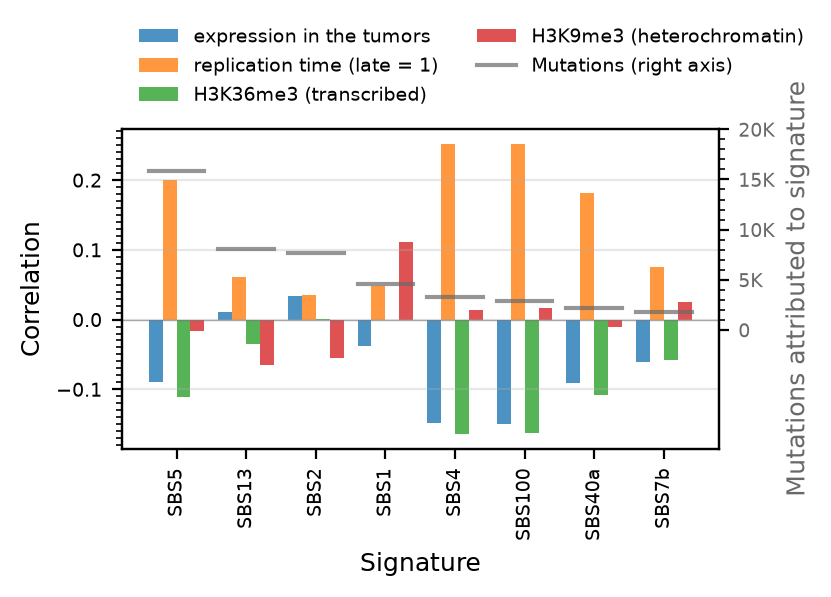 expression in the tumors
replication time (late = 1)
H3K36me3 (transcribed)
H3K9me3 (heterochromatin)
Mutations (right axis)
0.2
0.1
0.0
−0.1
Correlation
20K
15K
10K
5K
0
Mutations attributed to signature
SBS5
SBS13
SBS2
SBS1
SBS4
SBS100
SBS40a
SBS7b
Signature